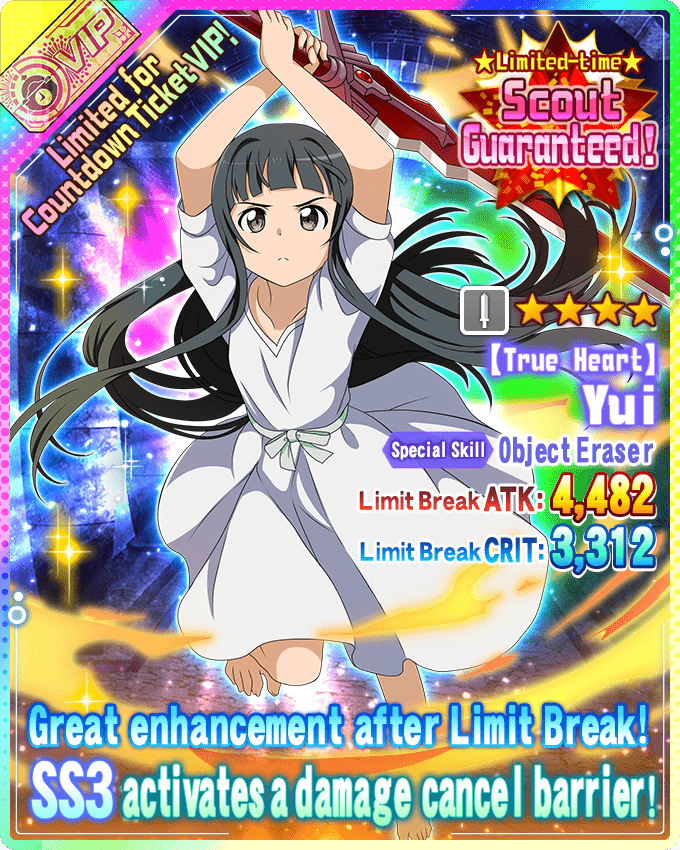 VIP
Limited for
Countdown Ticket VIP!
★Limited-time★
Scout
Guaranteed!
★★★★
【True Heart】
Yui
Special Skill Object Eraser
Limit Break ATK: 4,482
Limit Break CRIT: 3,312
Great enhancement after Limit Break!
SS3 activates a damage cancel barrier!